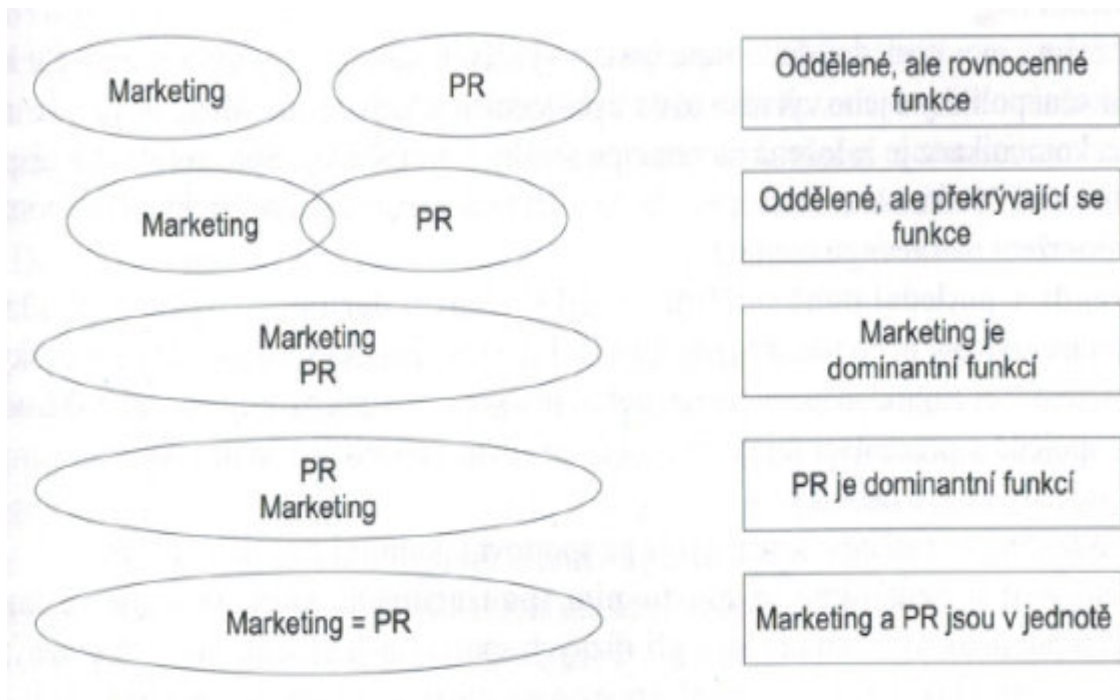 Marketing
PR
Oddělené, ale rovnocenné
funkce
Marketing
PR
Oddělené, ale překrývající se
funkce
Marketing
PR
Marketing je
dominantní funkcí
PR
Marketing
PR je dominantní funkcí
Marketing = PR
Marketing a PR jsou v jednotě